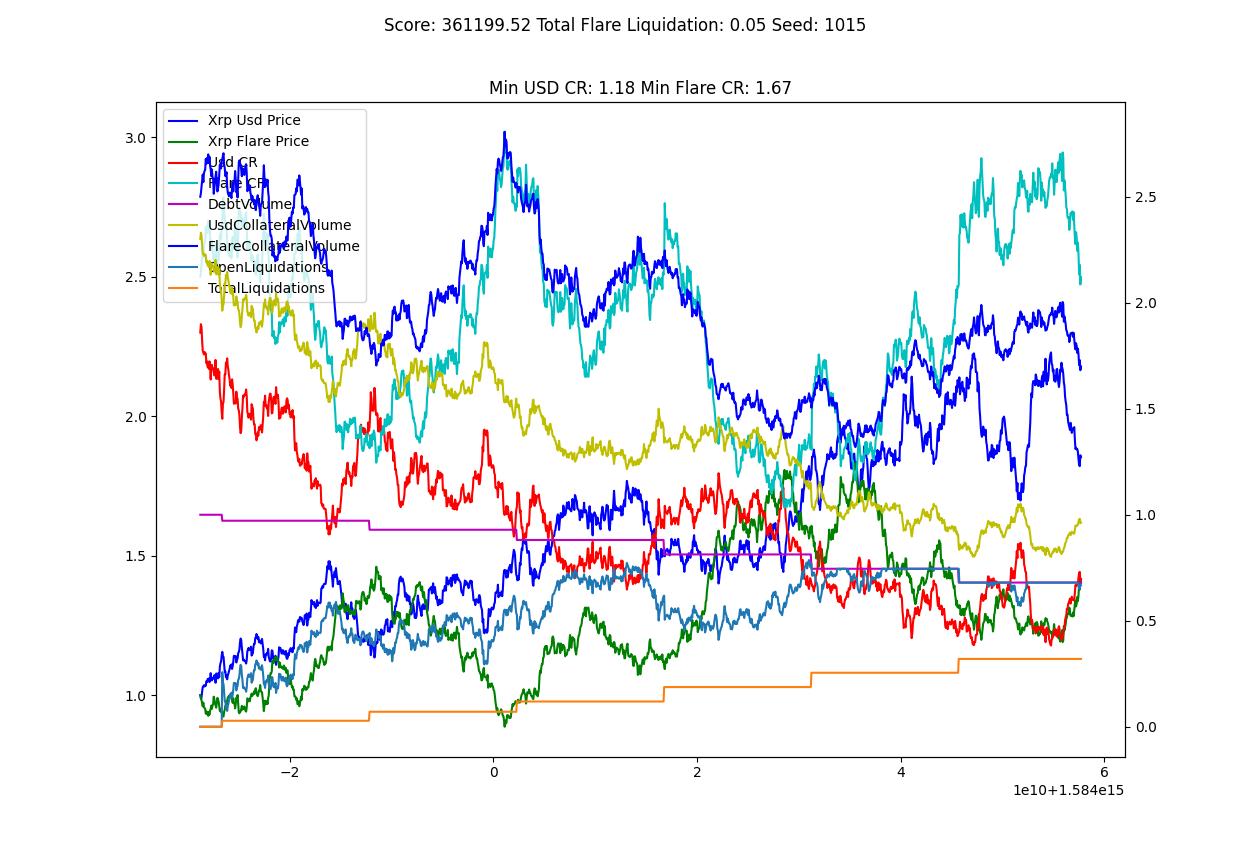 Score: 361199.52 Total Flare Liquidation: 0.05 Seed: 1015
Min USD CR: 1.18 Min Flare CR: 1.67
Xrp Usd Price
Xrp Flare Price
Usd CR
Flare CR
DebtVolume
UsdCollateralVolume
FlareCollateralVolume
OpenLiquidations
TotalLiquidations
3.0
2.5
2.0
1.5
1.0
2.5
2.0
1.5
1.0
0.5
0.0
−2
0
2
4
6
1e10+1.584e15